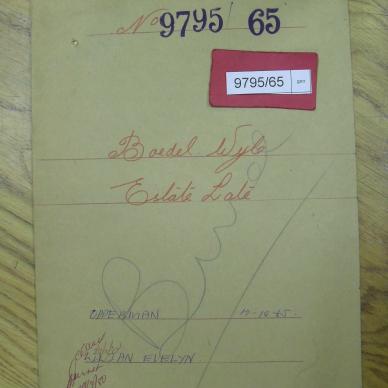 No 9795/65
9795/65
Boedel Wyle
Estate Late
OPPERMAN
LILIAN EVELYN